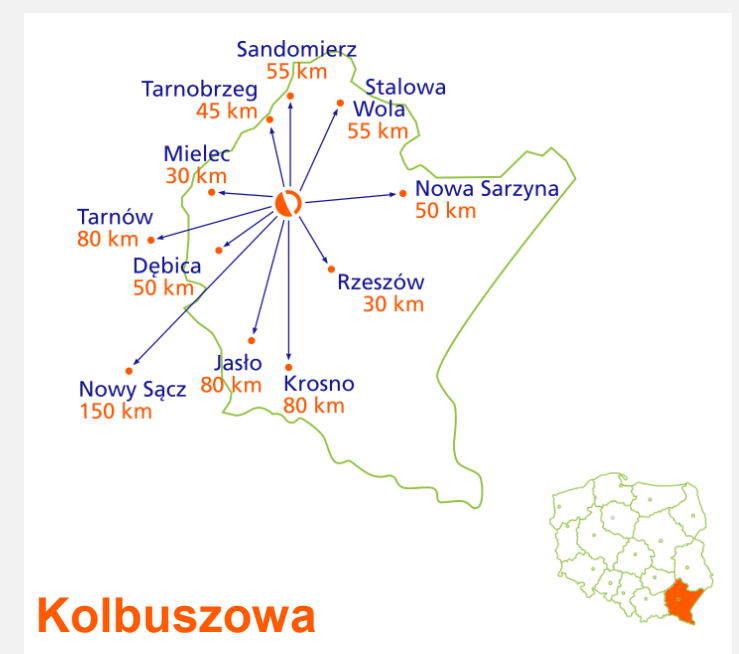 Sandomierz
55 km
Tarnobrzeg
45 km
Stalowa
Wola
55 km
Mielec
30 km
Nowa Sarzyna
50 km
Tarnów
80 km
Dębica
50 km
Rzeszów
30 km
Jasło
80 km
Krosno
80 km
Nowy Sącz
150 km
Kolbuszowa